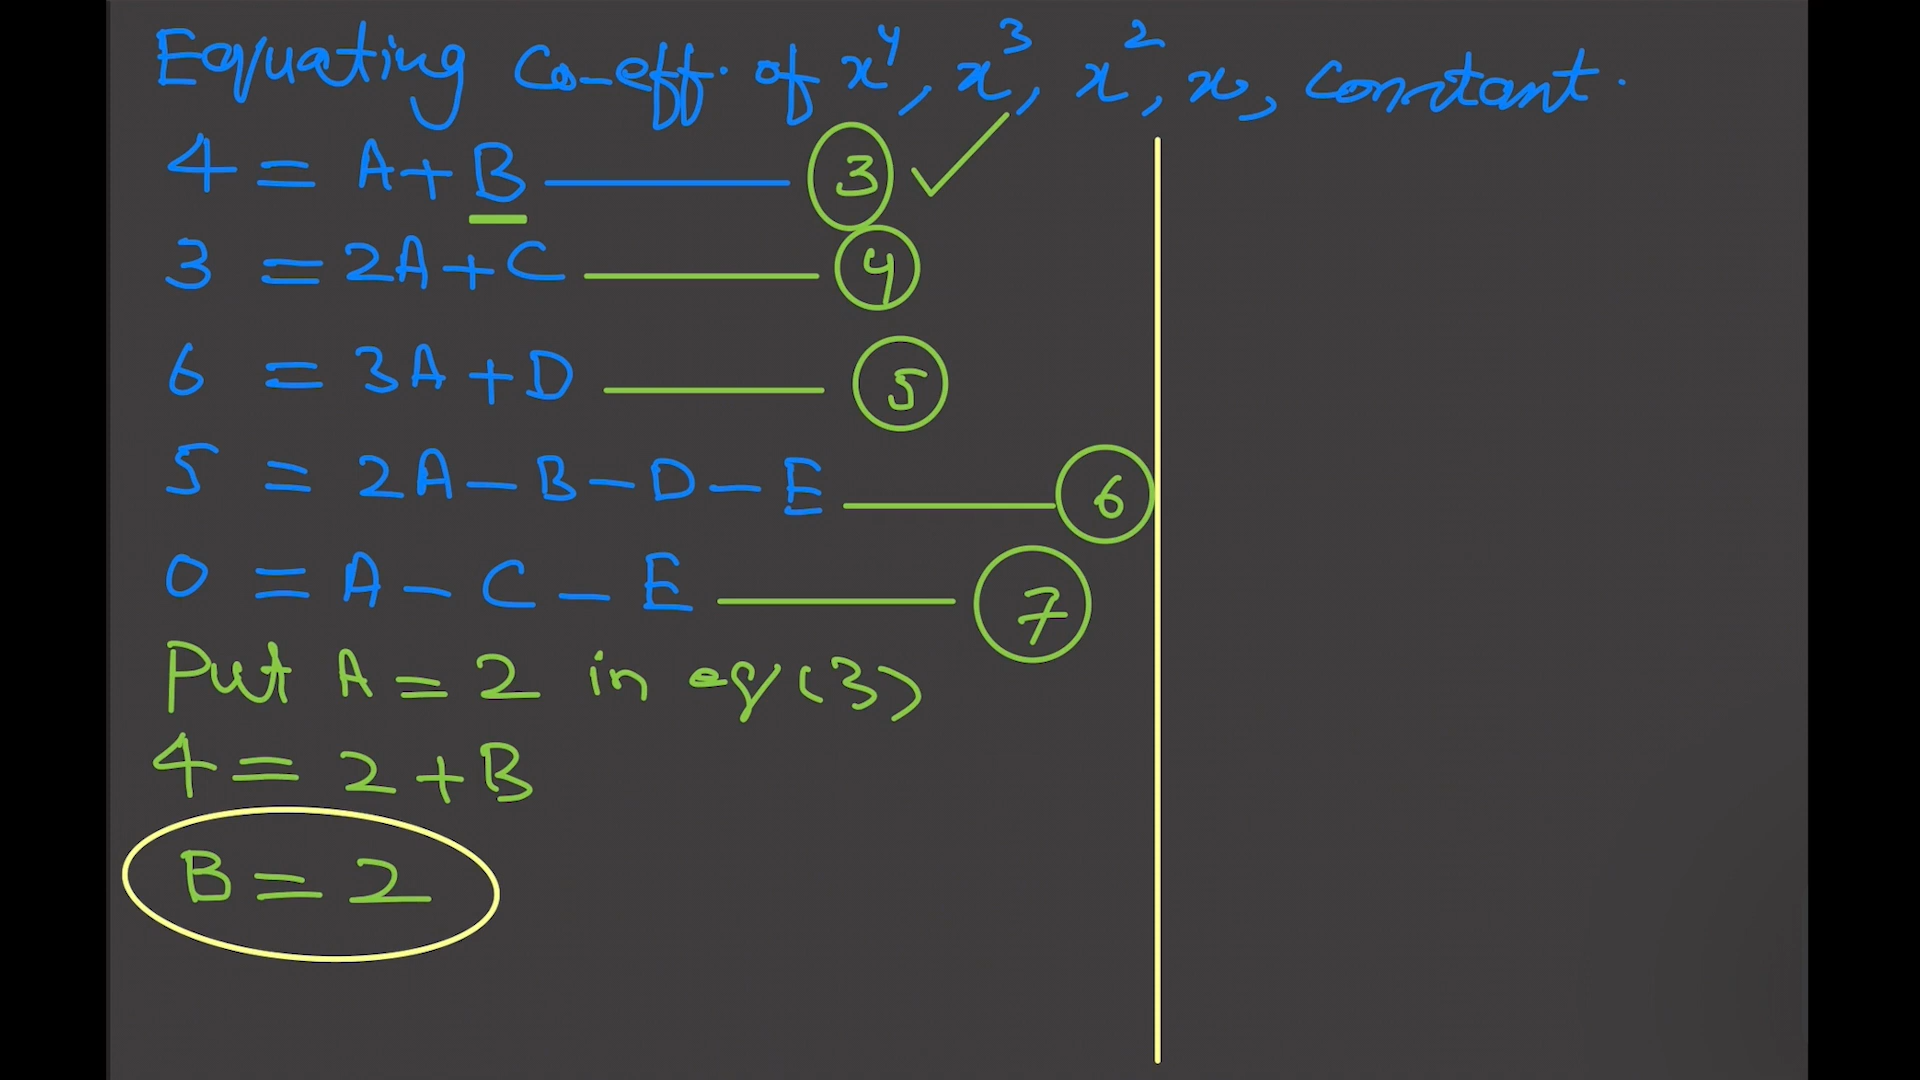 Equating Co-eff. of x⁴, x³, x², x, constant.
4 = A+B 3 ✓
3 = 2A+C 4
6 = 3A+D 5
5 = 2A-B-D-E 6
0 = A-C-E 7
Put A=2 in eq(3)
4 = 2+B
B = 2